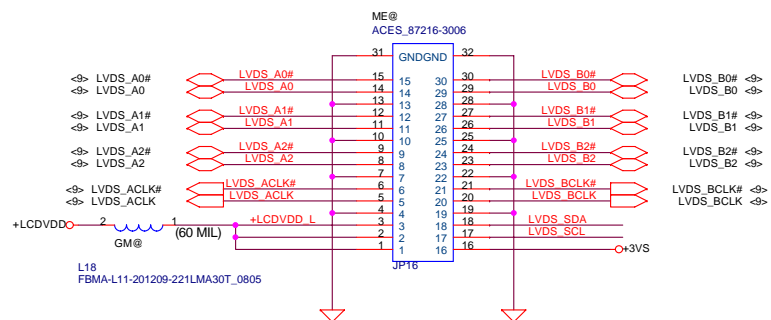 ME@
ACES_87216-3006
31 GNDGND 32
<9> LVDS_A0# LVDS_A0# 15 15 30 30 LVDS_B0# LVDS_B0# <9>
<9> LVDS_A0 LVDS_A0 14 14 29 29 LVDS_B0 LVDS_B0 <9>
13 13 28 28
<9> LVDS_A1# LVDS_A1# 12 12 27 27 LVDS_B1# LVDS_B1# <9>
<9> LVDS_A1 LVDS_A1 11 11 26 26 LVDS_B1 LVDS_B1 <9>
10 10 25 25
<9> LVDS_A2# LVDS_A2# 9 9 24 24 LVDS_B2# LVDS_B2# <9>
<9> LVDS_A2 LVDS_A2 8 8 23 23 LVDS_B2 LVDS_B2 <9>
7 7 22 22
<9> LVDS_ACLK# LVDS_ACLK# 6 6 21 21 LVDS_BCLK# LVDS_BCLK# <9>
<9> LVDS_ACLK LVDS_ACLK 5 5 20 20 LVDS_BCLK LVDS_BCLK <9>
4 4 19 19
+LCDVDD 2 1 +LCDVDD_L 3 3 18 18 LVDS_SDA
GM@ (60 MIL) 2 2 17 17 LVDS_SCL
1 1 16 16 +3VS
JP16
L18
FBMA-L11-201209-221LMA30T_0805